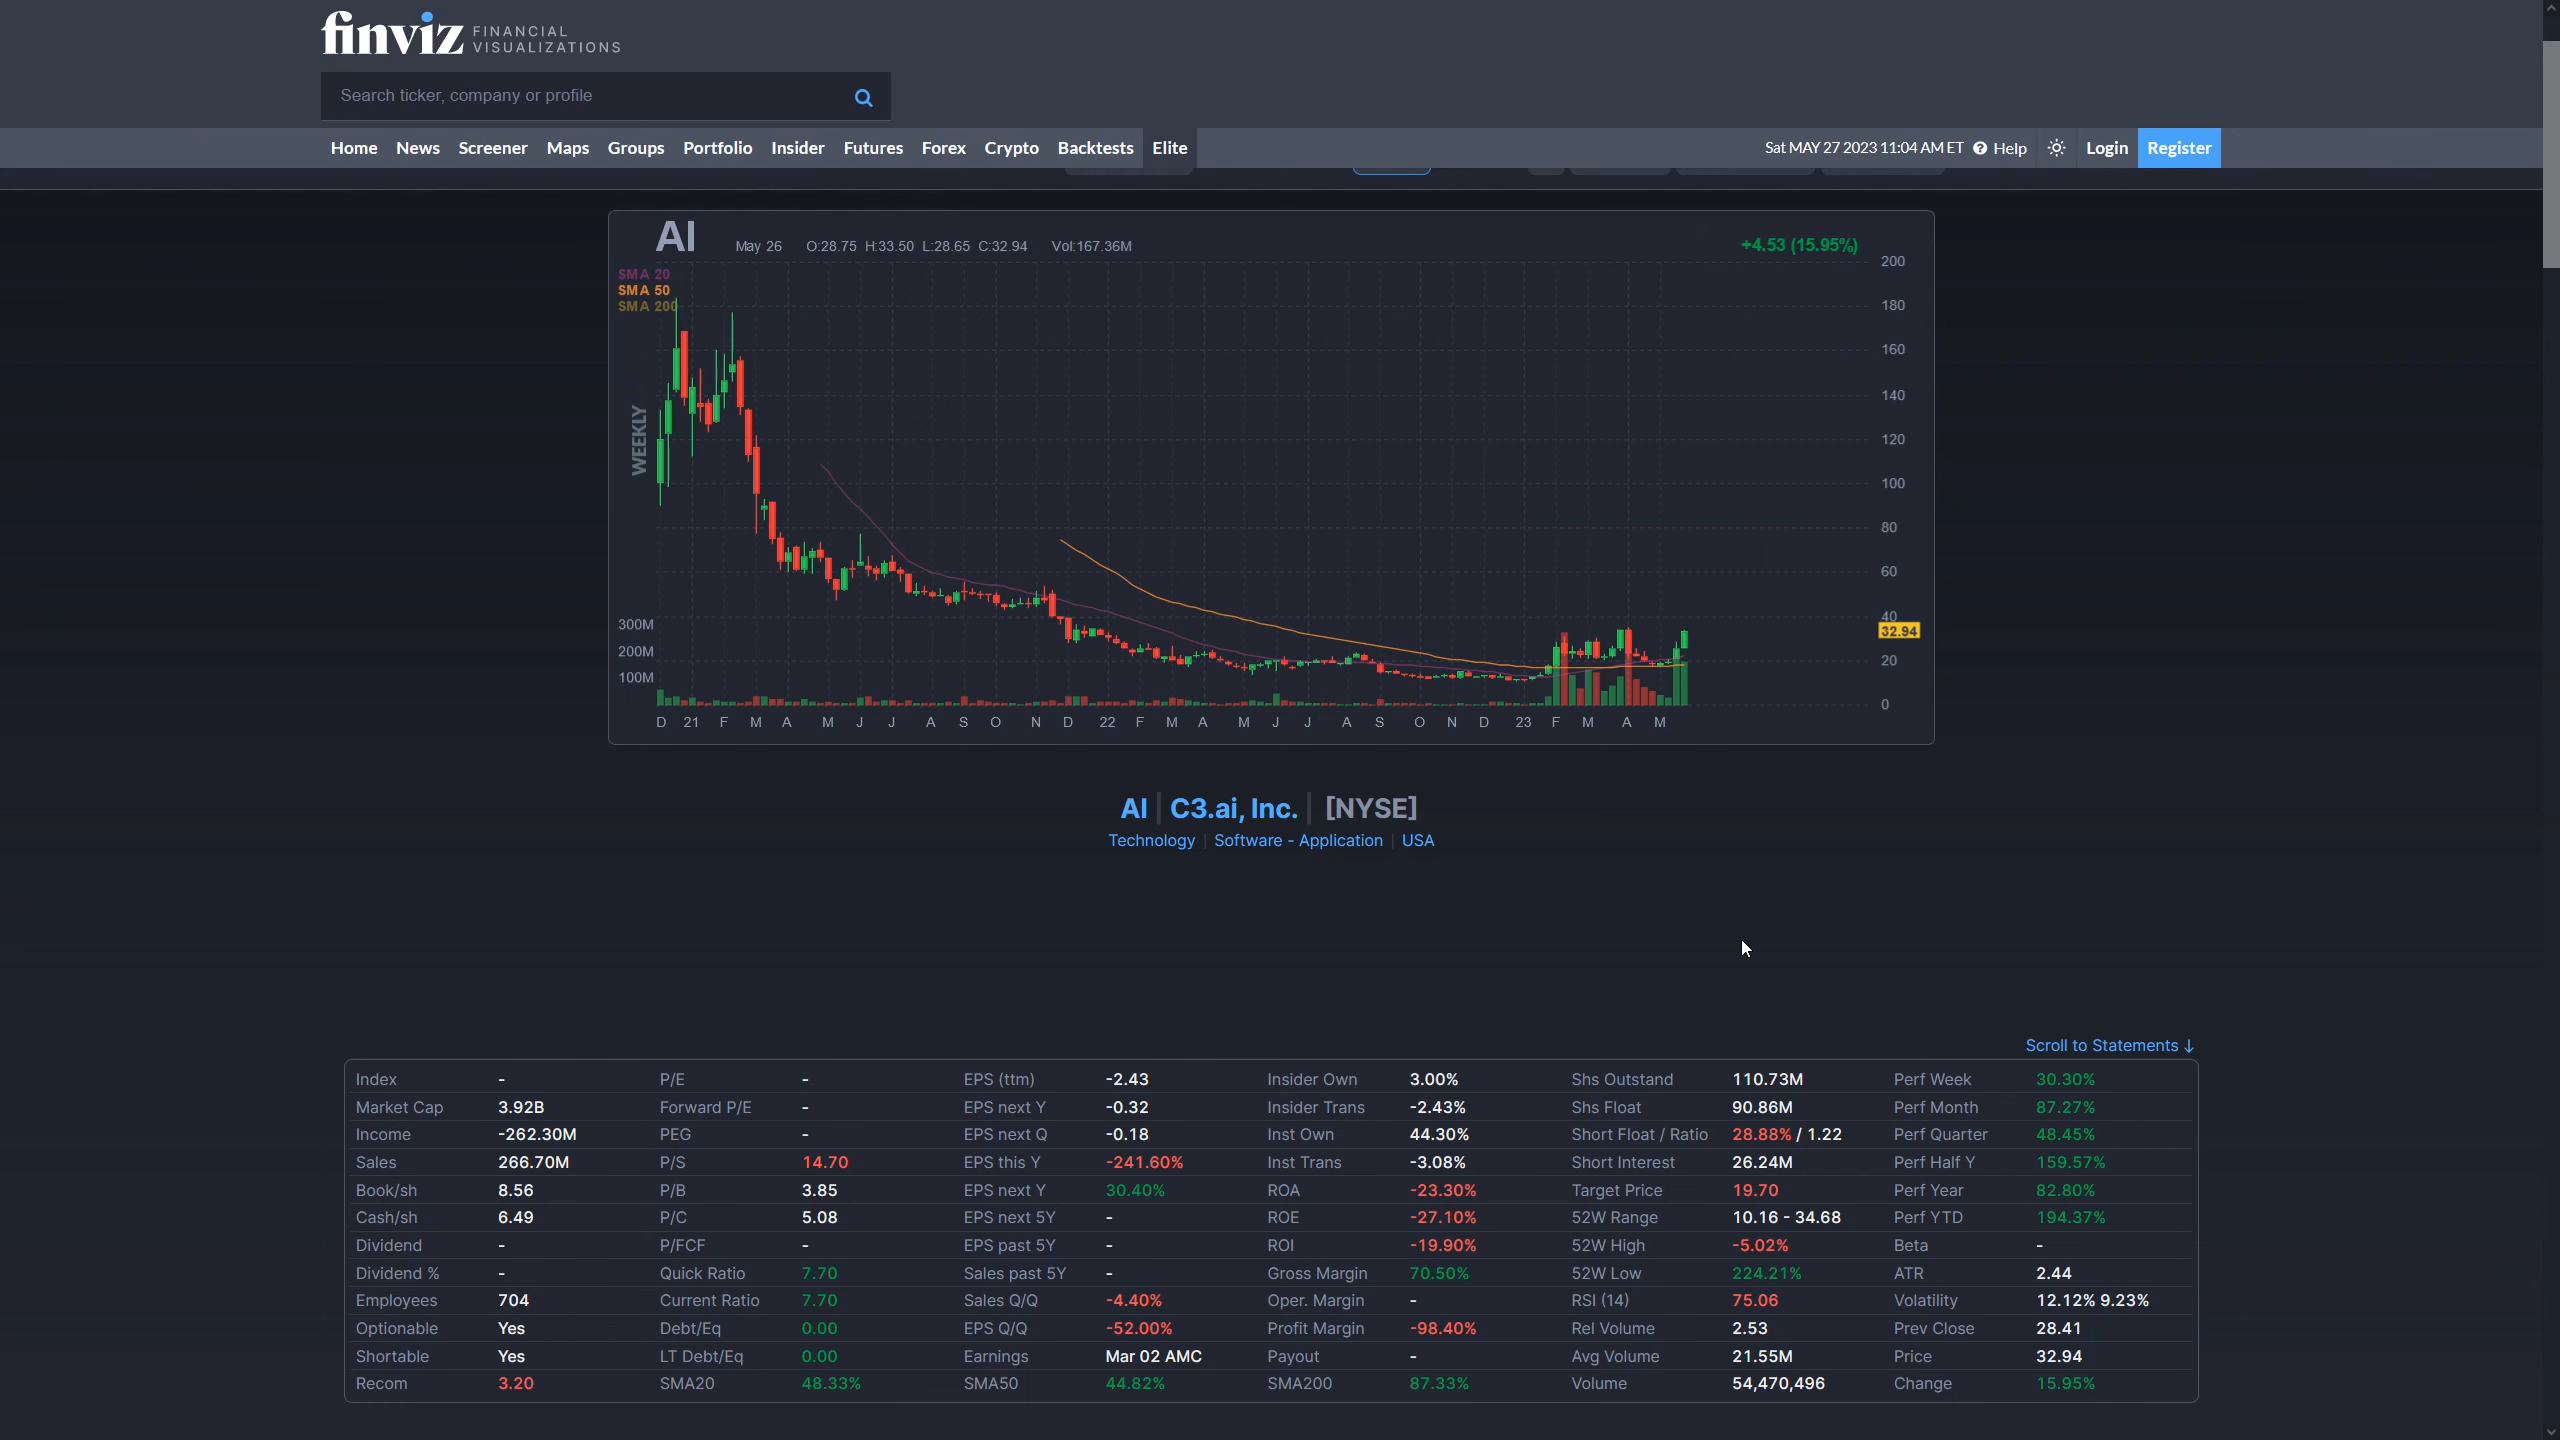 finviz FINANCIAL VISUALIZATIONS
Search ticker, company or profile
Home News Screener Maps Groups Portfolio Insider Futures Forex Crypto Backtests Elite Sat MAY 27 2023 11:04 AM ET Help Login Register
AI May 26 O:28.75 H:33.50 L:28.65 C:32.94 Vol:167.36M +4.53 (15.95%)
SMA 20
SMA 50
SMA 200
WEEKLY
200
180
160
140
120
100
80
60
40
32.94
20
0
300M
200M
100M
D 21 F M A M J J A S O N D 22 F M A M J J A S O N D 23 F M A M
AI C3.ai, Inc. [NYSE]
Technology Software - Application USA
Scroll to Statements ↓
Index - P/E - EPS (ttm) -2.43 Insider Own 3.00% Shs Outstand 110.73M Perf Week 30.30%
Market Cap 3.92B Forward P/E - EPS next Y -0.32 Insider Trans -2.43% Shs Float 90.86M Perf Month 87.27%
Income -262.30M PEG - EPS next Q -0.18 Inst Own 44.30% Short Float / Ratio 28.88% / 1.22 Perf Quarter 48.45%
Sales 266.70M P/S 14.70 EPS this Y -241.60% Inst Trans -3.08% Short Interest 26.24M Perf Half Y 159.57%
Book/sh 8.56 P/B 3.85 EPS next Y 30.40% ROA -23.30% Target Price 19.70 Perf Year 82.80%
Cash/sh 6.49 P/C 5.08 EPS next 5Y - ROE -27.10% 52W Range 10.16 - 34.68 Perf YTD 194.37%
Dividend - P/FCF - EPS past 5Y - ROI -19.90% 52W High -5.02% Beta -
Dividend % - Quick Ratio 7.70 Sales past 5Y - Gross Margin 70.50% 52W Low 224.21% ATR 2.44
Employees 704 Current Ratio 7.70 Sales Q/Q -4.40% Oper. Margin - RSI (14) 75.06 Volatility 12.12% 9.23%
Optionable Yes Debt/Eq 0.00 EPS Q/Q -52.00% Profit Margin -98.40% Rel Volume 2.53 Prev Close 28.41
Shortable Yes LT Debt/Eq 0.00 Earnings Mar 02 AMC Payout - Avg Volume 21.55M Price 32.94
Recom 3.20 SMA20 48.33% SMA50 44.82% SMA200 87.33% Volume 54,470,496 Change 15.95%